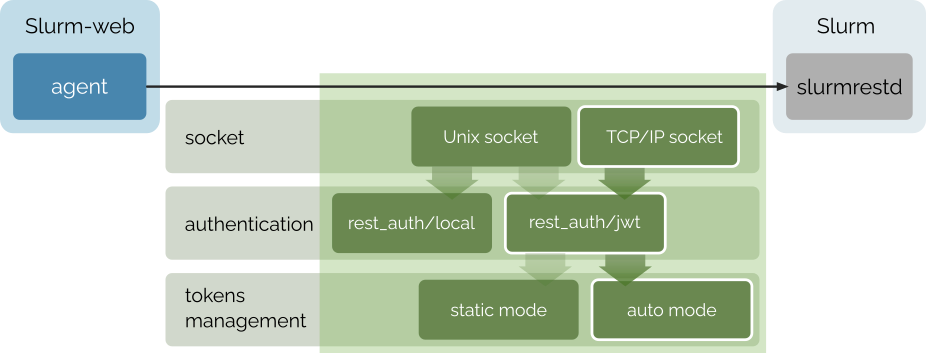 Slurm-web
Slurm
agent
slurmrestd
socket
Unix socket
TCP/IP socket
authentication
rest_auth/local
rest_auth/jwt
tokens
management
static mode
auto mode